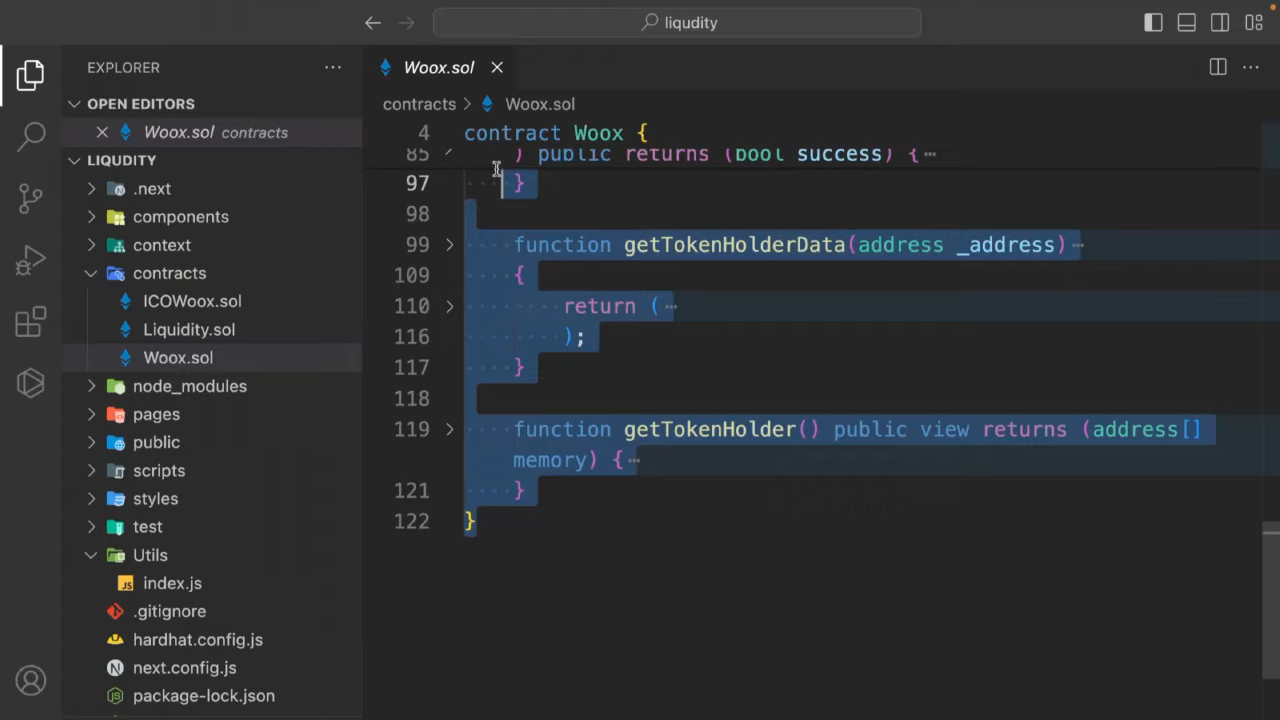 liqudity
EXPLORER
OPEN EDITORS
Woox.sol contracts
LIQUDITY
.next
components
context
contracts
ICOWoox.sol
Liquidity.sol
Woox.sol
node_modules
pages
public
scripts
styles
test
Utils
JS index.js
.gitignore
hardhat.config.js
next.config.js
package-lock.json
Woox.sol
contracts > Woox.sol
4 contract Woox {
85 ) public returns (bool success) {
97 }
98
99 function getTokenHolderData(address _address)
109 {
110 return (
116 );
117 }
118
119 function getTokenHolder() public view returns (address[]
memory) {
121 }
122 }